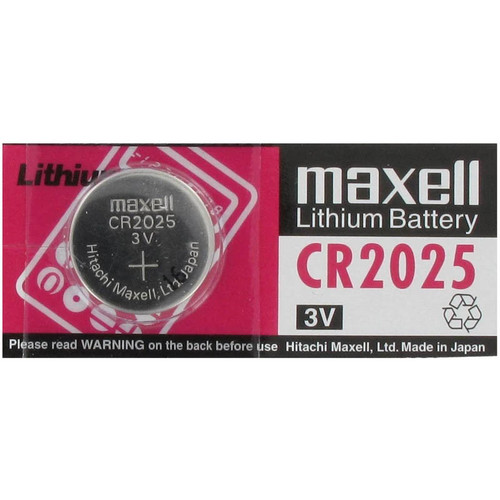 Lithium
maxell
CR2025
3V
+
Hitachi Maxell, Ltd. Japan
maxell
Lithium Battery
CR2025
3V
Please read WARNING on the back before use
Hitachi Maxell, Ltd. Made in Japan